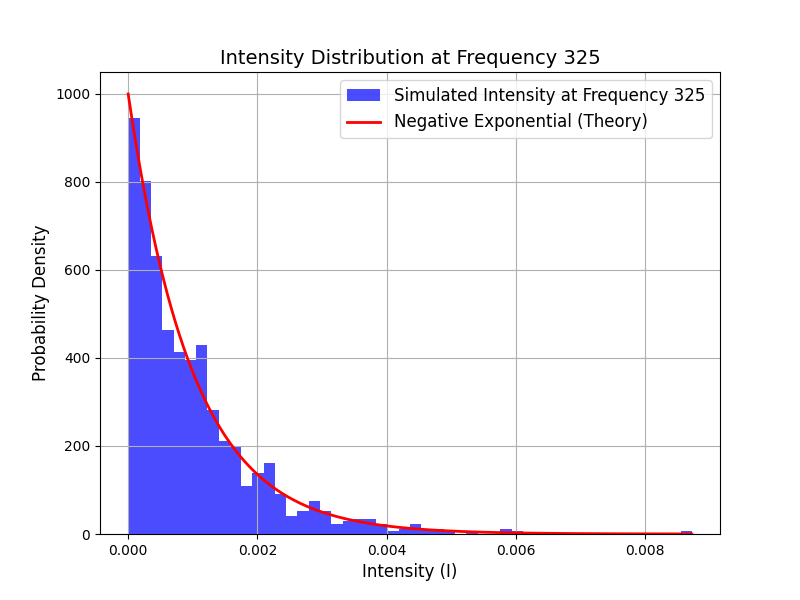 Intensity Distribution at Frequency 325
Simulated Intensity at Frequency 325
Negative Exponential (Theory)
Probability Density
1000
800
600
400
200
0
0.000 0.002 0.004 0.006 0.008
Intensity (I)